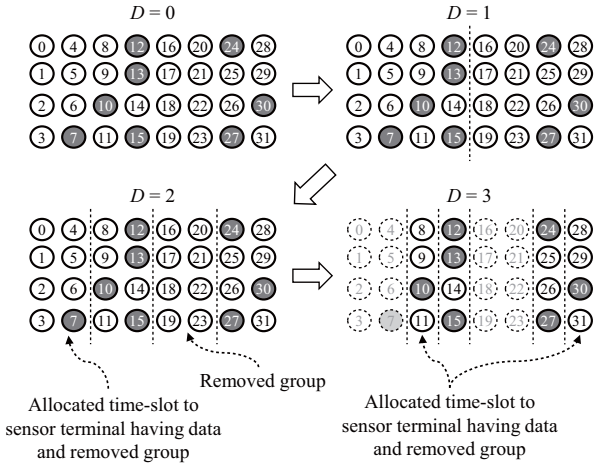 D = 0
0 4 8 12 16 20 24 28
1 5 9 13 17 21 25 29
2 6 10 14 18 22 26 30
3 7 11 15 19 23 27 31
D = 1
0 4 8 12 16 20 24 28
1 5 9 13 17 21 25 29
2 6 10 14 18 22 26 30
3 7 11 15 19 23 27 31
D = 2
0 4 8 12 16 20 24 28
1 5 9 13 17 21 25 29
2 6 10 14 18 22 26 30
3 7 11 15 19 23 27 31
Removed group
Allocated time-slot to
sensor terminal having data
and removed group
D = 3
0 4 8 12 16 20 24 28
1 5 9 13 17 21 25 29
2 6 10 14 18 22 26 30
3 7 11 15 19 23 27 31
Allocated time-slot to
sensor terminal having data
and removed group